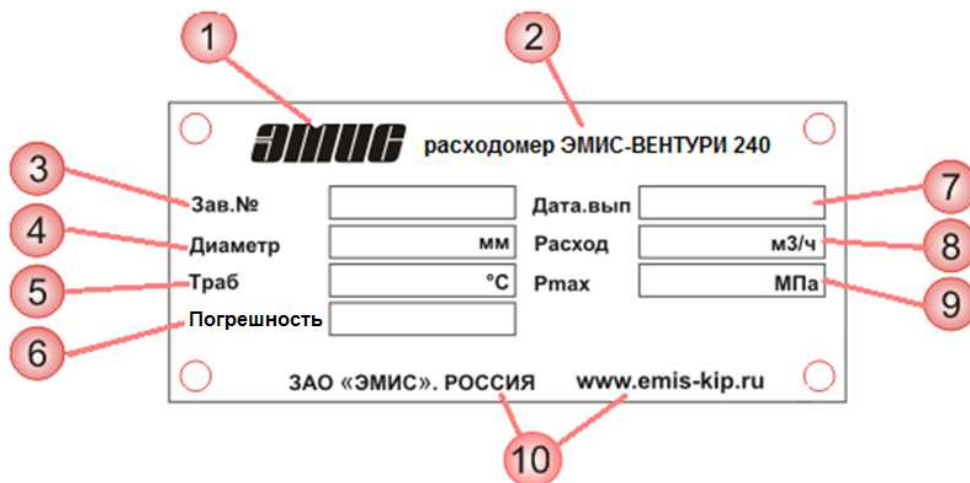 1 2
ЭМИС расходомер ЭМИС-ВЕНТУРИ 240
3 Зав.№ Дата.вып 7
4 Диаметр мм Расход м3/ч 8
5 Траб °C Pmax МПа 9
6 Погрешность
ЗАО «ЭМИС». РОССИЯ www.emis-kip.ru
10